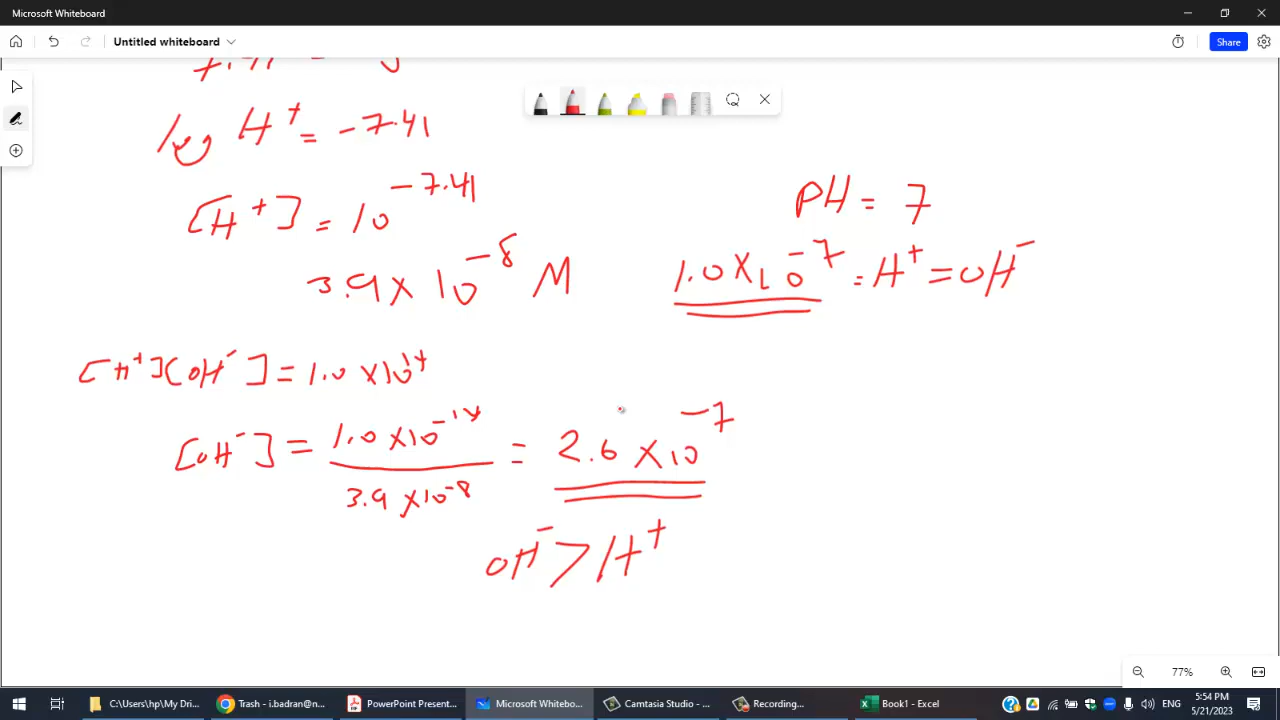 Microsoft Whiteboard
Untitled whiteboard
Share
log H⁺ = -7.41
[H⁺] = 10⁻⁷·⁴¹
3.9 X 10⁻⁸ M
PH = 7
1.0 X 10⁻⁷ = H⁺ = OH⁻
[H⁺][OH⁻] = 1.0 X 10¹⁴
[OH⁻] = 1.0 X 10⁻¹⁴ = 2.6 X 10⁻⁷
3.9 X 10⁻⁸
OH⁻ > H⁺
77%
C:\Users\hp\My Dri...
Trash - i.badran@n...
PowerPoint Present...
Microsoft Whiteboa...
Camtasia Studio - ...
Recording...
Book1 - Excel
ENG
5:54 PM
5/21/2023